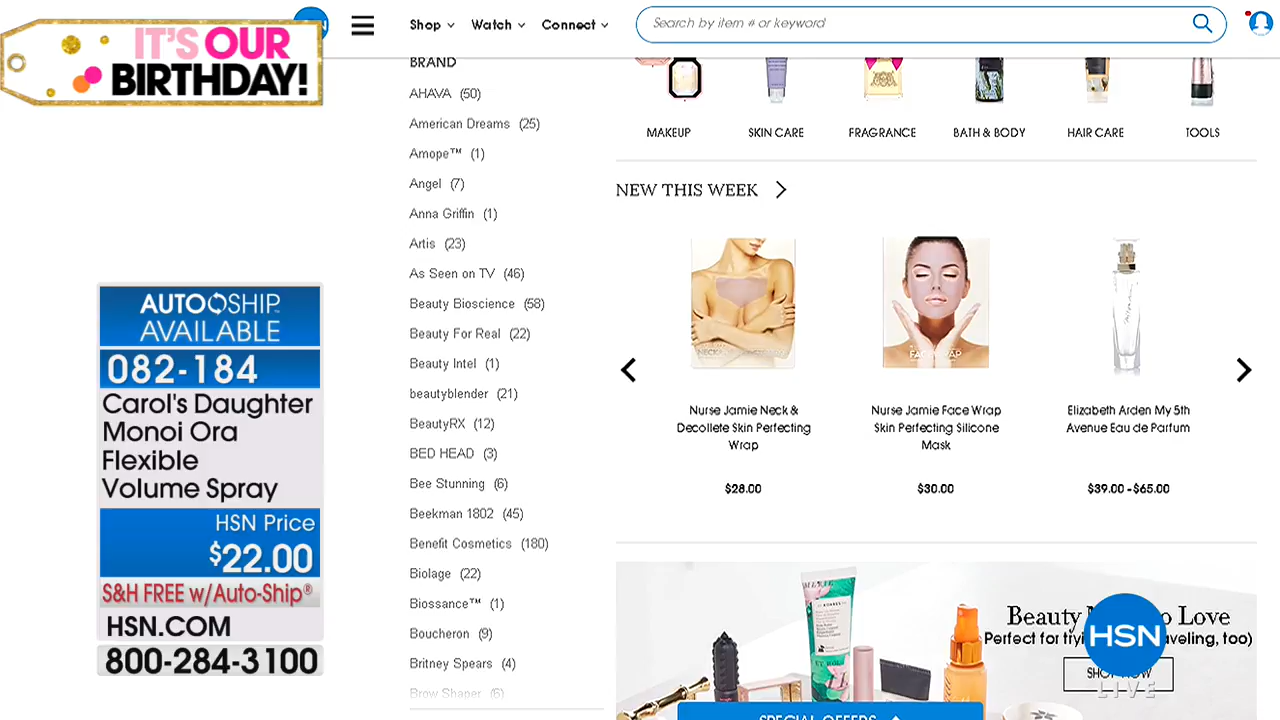 IT'S OUR
BIRTHDAY!
Shop
Watch
Connect
Search by item # or keyword
BRAND
AHAVA (50)
American Dreams (25)
Amope™ (1)
Angel (7)
Anna Griffin (1)
Artis (23)
As Seen on TV (46)
Beauty Bioscience (58)
Beauty For Real (22)
Beauty Intel (1)
beautyblender (21)
BeautyRX (12)
BED HEAD (3)
Bee Stunning (6)
Beekman 1802 (45)
Benefit Cosmetics (180)
Biolage (22)
Biossance™ (1)
Boucheron (9)
Britney Spears (4)
Brow Shaper (6)
MAKEUP
SKIN CARE
FRAGRANCE
BATH & BODY
HAIR CARE
TOOLS
NEW THIS WEEK
Nurse Jamie Neck &
Decollete Skin Perfecting
Wrap
$28.00
FACE WRAP
Nurse Jamie Face Wrap
Skin Perfecting Silicone
Mask
$30.00
Elizabeth Arden My 5th
Avenue Eau de Parfum
$39.00 - $65.00
AUTOSHIP
AVAILABLE
082-184
Carol's Daughter
Monoi Ora
Flexible
Volume Spray
HSN Price
$22.00
S&H FREE w/Auto-Ship®
HSN.COM
800-284-3100
Beauty
to Love
Perfect for
aveling, too)
HSN
LIVE
SPECIAL OFFERS